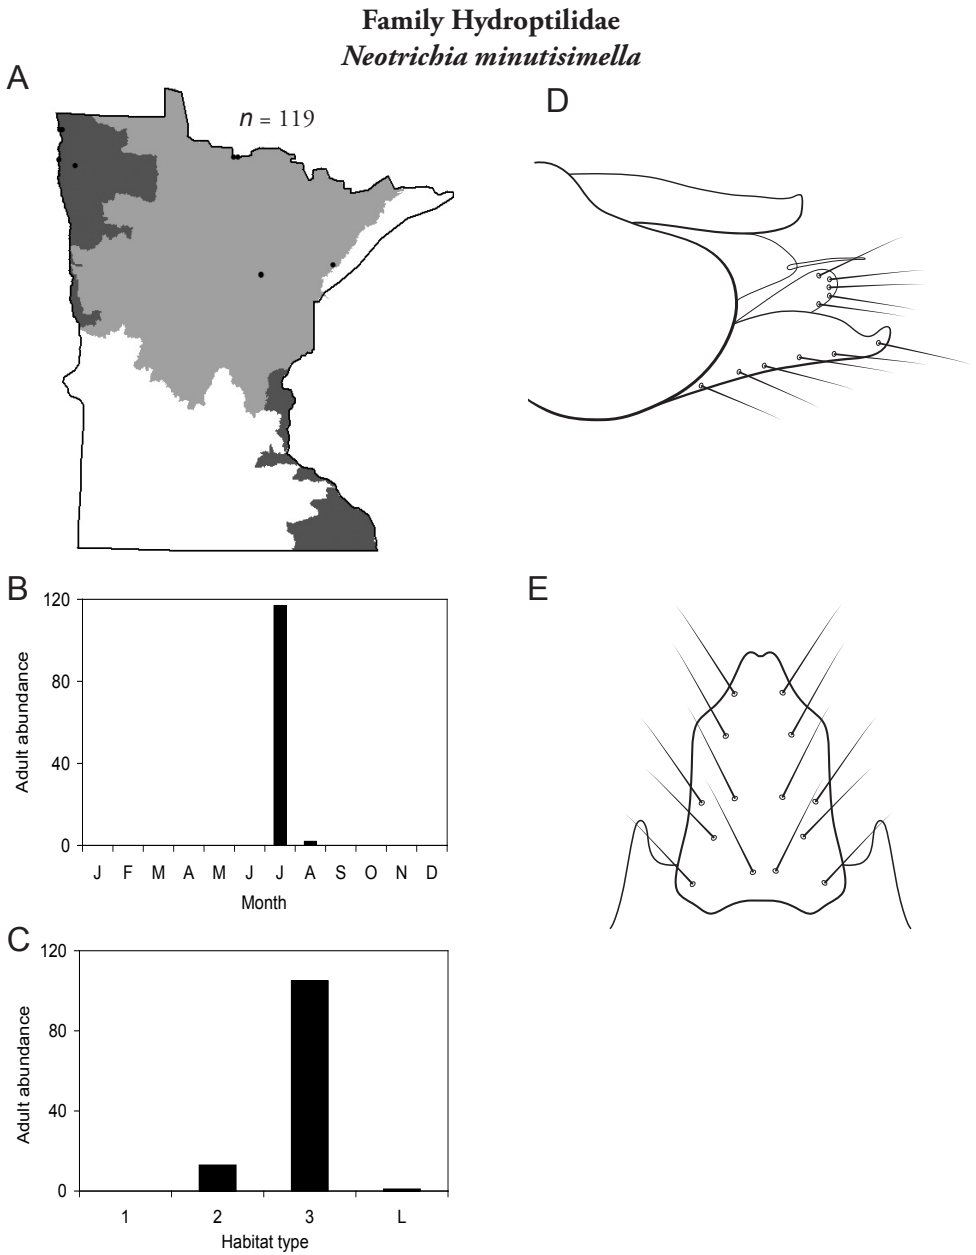 Family Hydroptilidae
Neotrichia minutisimella
A
n = 119
D
B
120
80
40
0
Adult abundance
J F M A M J J A S O N D
Month
E
C
120
80
40
0
Adult abundance
1 2 3 L
Habitat type